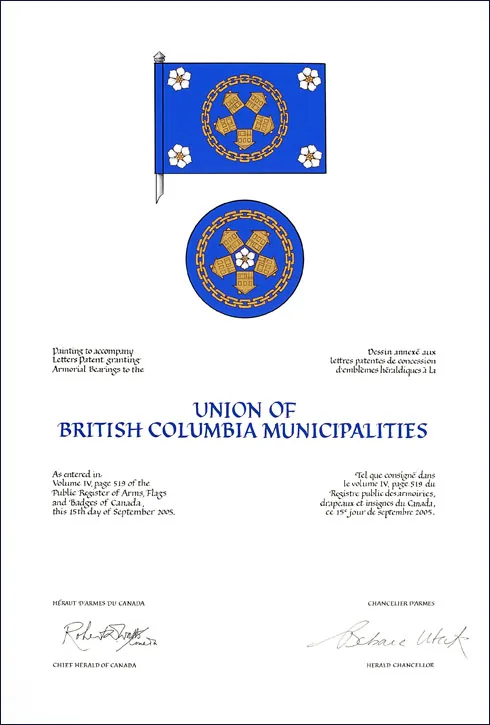 Painting to accompany
Letters Patent granting
Armorial Bearings to the
Dessin annexé aux
lettres patentes de concession
d'emblèmes héraldiques à la
UNION OF
BRITISH COLUMBIA MUNICIPALITIES
As entered in
Volume IV, page 519 of the
Public Register of Arms, Flags
and Badges of Canada,
this 15th day of September 2005.
Tel que consigné dans
le volume IV, page 519 du
Registre public des armoiries,
drapeaux et insignes du Canada,
ce 15e jour de septembre 2005.
HÉRAUT D'ARMES DU CANADA
CHANCELIER D'ARMES
CHIEF HERALD OF CANADA
HERALD CHANCELLOR